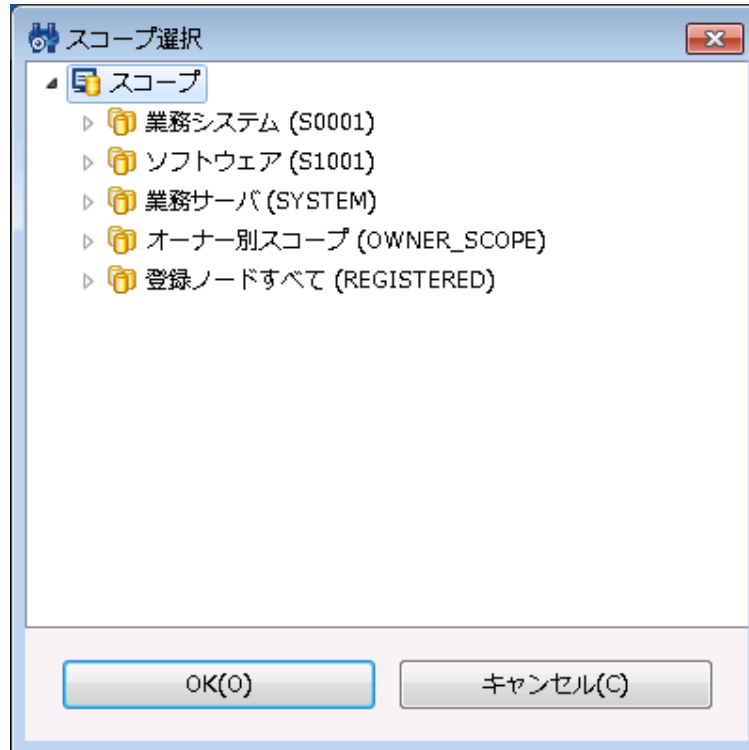 スコープ選択
スコープ
業務システム (S0001)
ソフトウェア (S1001)
業務サーバ (SYSTEM)
オーナー別スコープ (OWNER_SCOPE)
登録ノードすべて (REGISTERED)
OK(O) キャンセル(C)